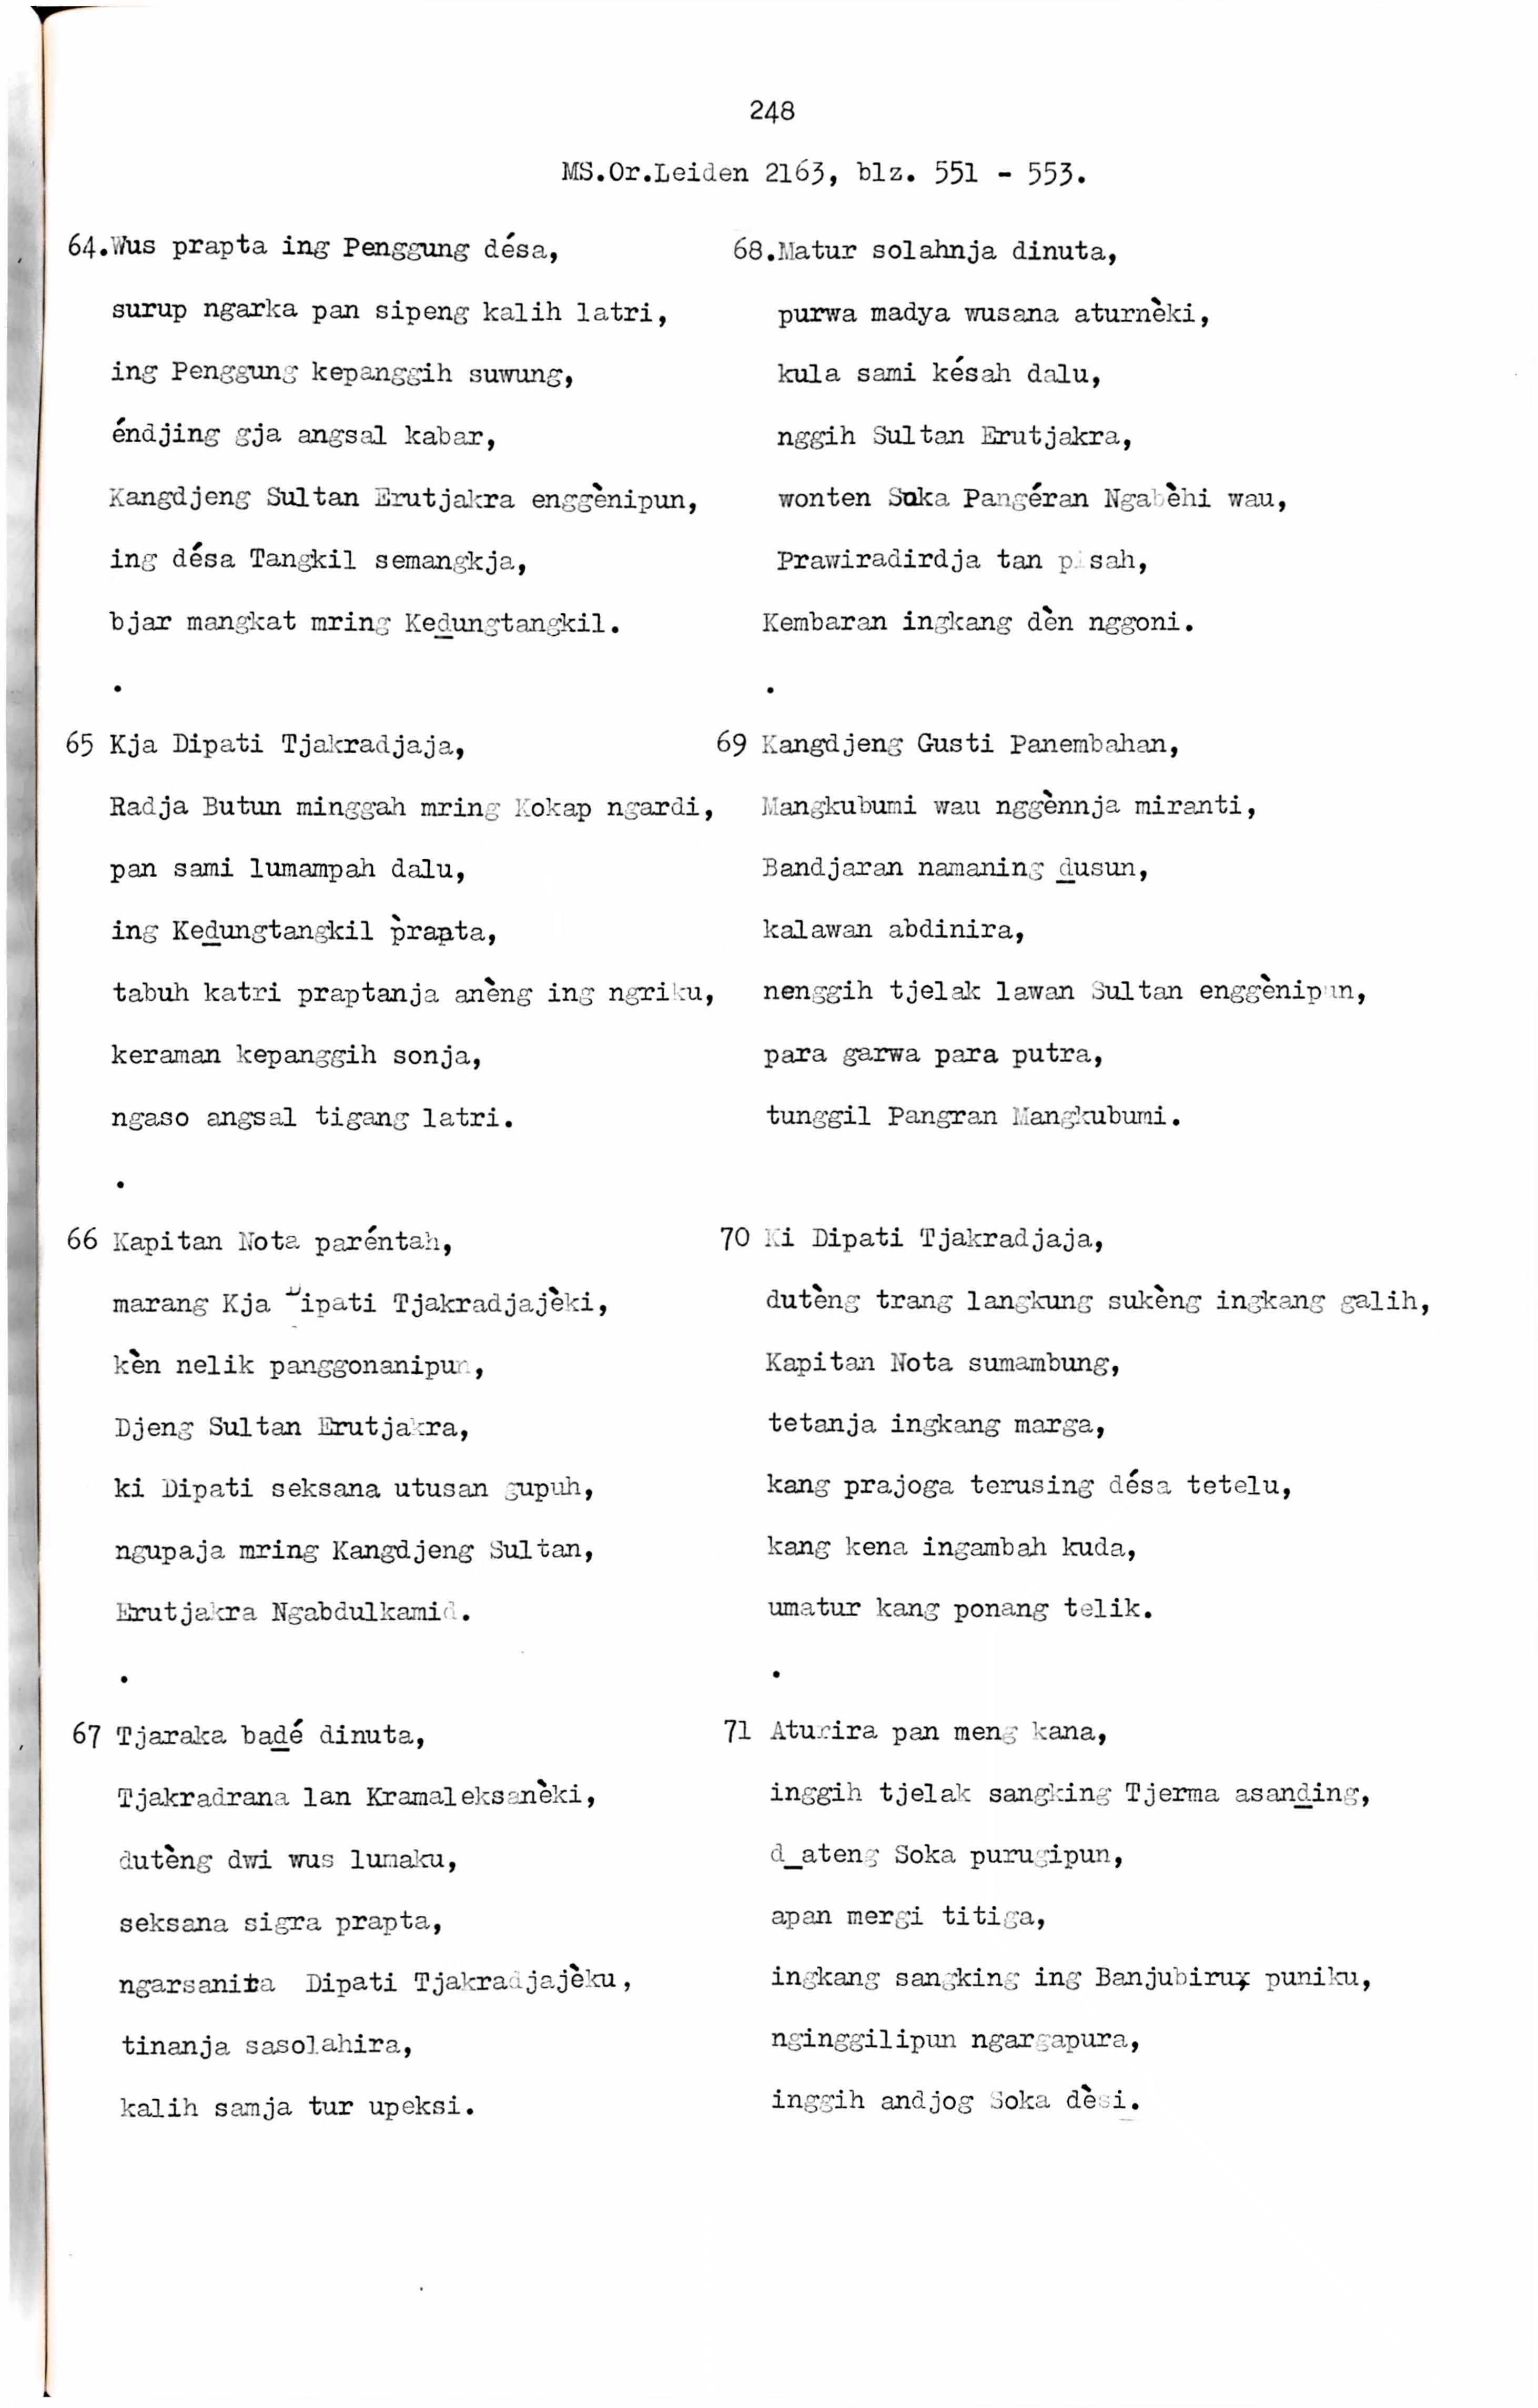 248
MS.Or.Leiden 2163, blz. 551 - 553.
64.Wus prapta ing Penggung désa,
surup ngarka pan sipeng kalih latri,
ing Penggung kepanggih suwung,
éndjing gja angsal kabar,
Kangdjeng Sultan Erutjakra enggènipun,
ing désa Tangkil semangkja,
bjar mangkat mring Keḏungtangkil.
.
65 Kja Dipati Tjakradjaja,
Radja Butun minggah mring Kokap ngardi,
pan sami lumampah dalu,
ing Keḏungtangkil prapta,
tabuh katri praptanja anèng ing ngriku,
keraman kepanggih sonja,
ngaso angsal tigang latri.
.
66 Kapitan Nota paréntah,
marang Kja Dipati Tjakradjajèki,
kèn nelik panggonanipun,
Djeng Sultan Erutjakra,
ki Dipati seksana utusan gupuh,
ngupaja mring Kangdjeng Sultan,
Erutjakra Ngabdulkamid.
.
67 Tjaraka baḏé dinuta,
Tjakradrana lan Kramaleksanèki,
dutèng dwi wus lumaku,
seksana sigra prapta,
ngarsanira Dipati Tjakradjajèku,
tinanja sasolahira,
kalih samja tur upeksi.
68.Matur solahnja dinuta,
purwa madya wusana aturnèki,
kula sami késah dalu,
nggih Sultan Erutjakra,
wonten Suka Pangéran Ngabèhi wau,
Prawiradirdja tan pisah,
Kembaran ingkang dèn nggoni.
.
69 Kangdjeng Gusti Panembahan,
Mangkubumi wau nggènnja miranti,
Bandjaran namaning ḏusun,
kalawan abdinira,
nenggih tjelak lawan Sultan enggènipun,
para garwa para putra,
tunggil Pangran Mangkubumi.
70 Ki Dipati Tjakradjaja,
dutèng trang langkung sukèng ingkang galih,
Kapitan Nota sumambung,
tetanja ingkang marga,
kang prajoga terusing désa tetelu,
kang kena ingambah kuda,
umatur kang ponang telik.
.
71 Aturira pan meng kana,
inggih tjelak sangking Tjerma asanḏing,
d_ateng Soka purugipun,
apan mergi titiga,
ingkang sangking ing Banjubiru puniku,
nginggilipun ngargapura,
inggih andjog Soka dèsi.